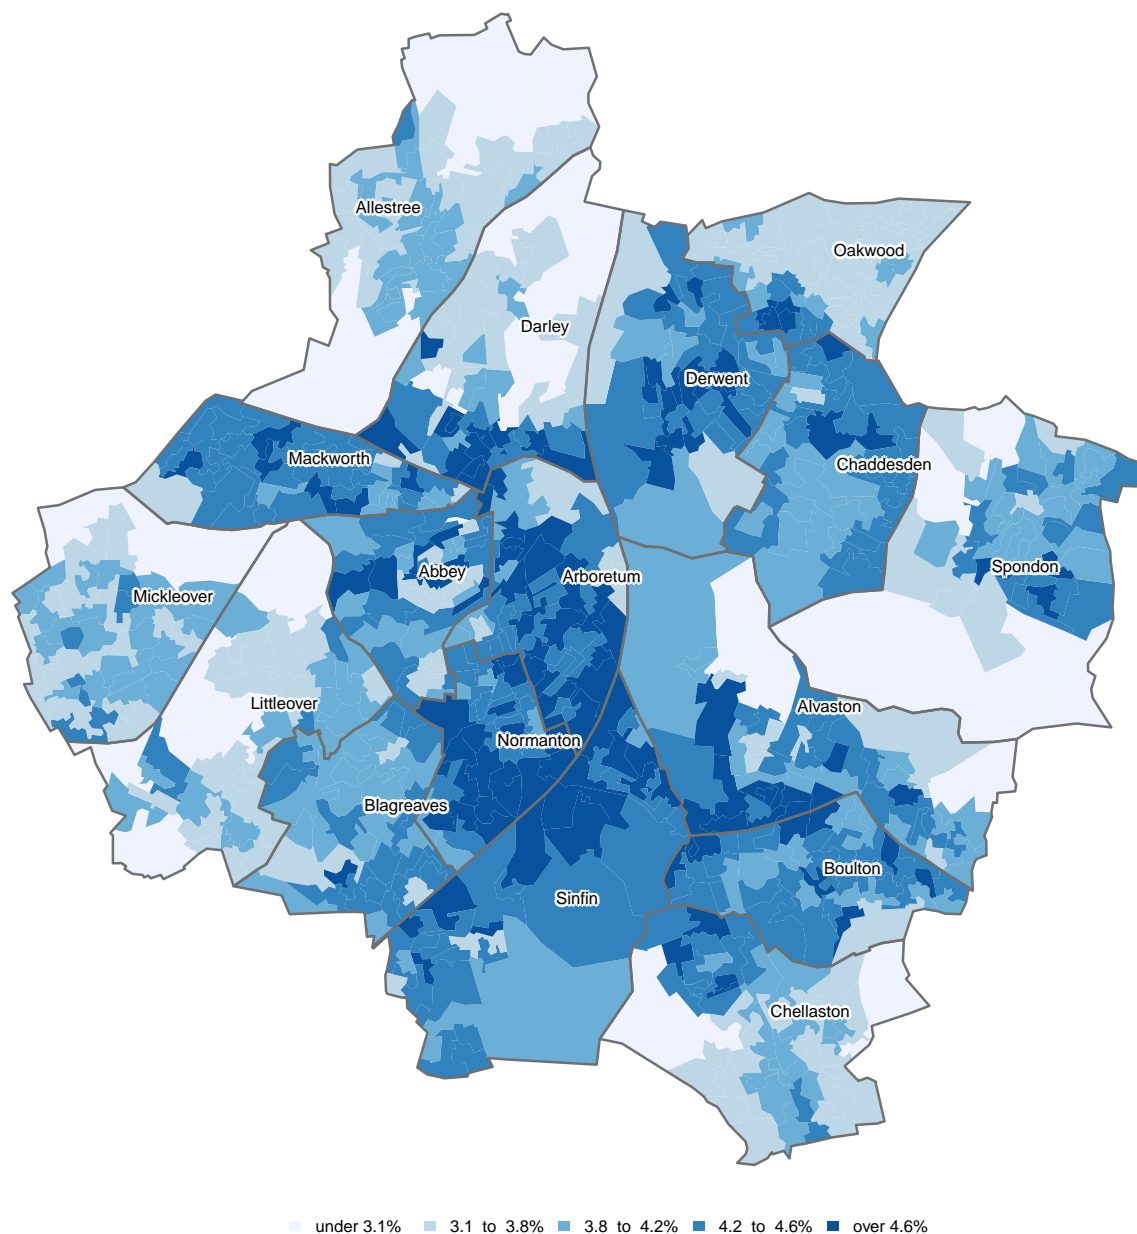 Allestree
Oakwood
Darley
Derwent
Mackworth
Chaddesden
Spondon
Abbey
Arboretum
Mickleover
Littleover
Alvaston
Normanton
Blagreaves
Boulton
Sinfin
Chellaston
under 3.1% 3.1 to 3.8% 3.8 to 4.2% 4.2 to 4.6% over 4.6%